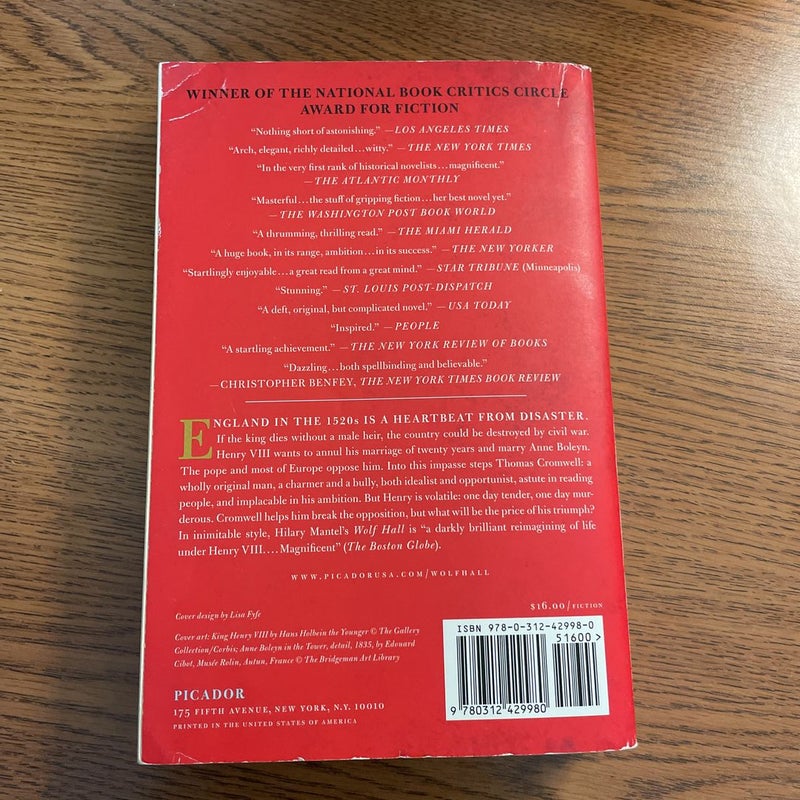 WINNER OF THE NATIONAL BOOK CRITICS CIRCLE
AWARD FOR FICTION
“Nothing short of astonishing.” —LOS ANGELES TIMES
“Arch, elegant, richly detailed...witty.” —THE NEW YORK TIMES
“In the very first rank of historical novelists...magnificent.”
—THE ATLANTIC MONTHLY
“Masterful...the stuff of gripping fiction...her best novel yet.”
—THE WASHINGTON POST BOOK WORLD
“A thrumming, thrilling read.” —THE MIAMI HERALD
“A huge book, in its range, ambition...in its success.” —THE NEW YORKER
“Startlingly enjoyable...a great read from a great mind.” —STAR TRIBUNE (Minneapolis)
“Stunning.” —ST. LOUIS POST-DISPATCH
“A deft, original, but complicated novel.” —USA TODAY
“Inspired.” —PEOPLE
“A startling achievement.” —THE NEW YORK REVIEW OF BOOKS
“Dazzling...both spellbinding and believable.”
—CHRISTOPHER BENFEY, THE NEW YORK TIMES BOOK REVIEW
ENGLAND IN THE 1520s IS A HEARTBEAT FROM DISASTER.
If the king dies without a male heir, the country could be destroyed by civil war.
Henry VIII wants to annul his marriage of twenty years and marry Anne Boleyn.
The pope and most of Europe oppose him. Into this impasse steps Thomas Cromwell: a
wholly original man, a charmer and a bully, both idealist and opportunist, astute in reading
people, and implacable in his ambition. But Henry is volatile: one day tender, one day mur-
derous. Cromwell helps him break the opposition, but what will be the price of his triumph?
In inimitable style, Hilary Mantel’s Wolf Hall is “a darkly brilliant reimagining of life
under Henry VIII....Magnificent” (The Boston Globe).
WWW.PICADORUSA.COM/WOLFHALL
$16.00/FICTION
Cover design by Lisa Fyfe
Cover art: King Henry VIII by Hans Holbein the Younger © The Gallery
Collection/Corbis; Anne Boleyn in the Tower, detail, 1835, by Edouard
Cibot, Musée Rolin, Autun, France © The Bridgeman Art Library
PICADOR
175 FIFTH AVENUE, NEW YORK, N.Y. 10010
PRINTED IN THE UNITED STATES OF AMERICA
ISBN 978-0-312-42998-0
51600>
9 780312 429980